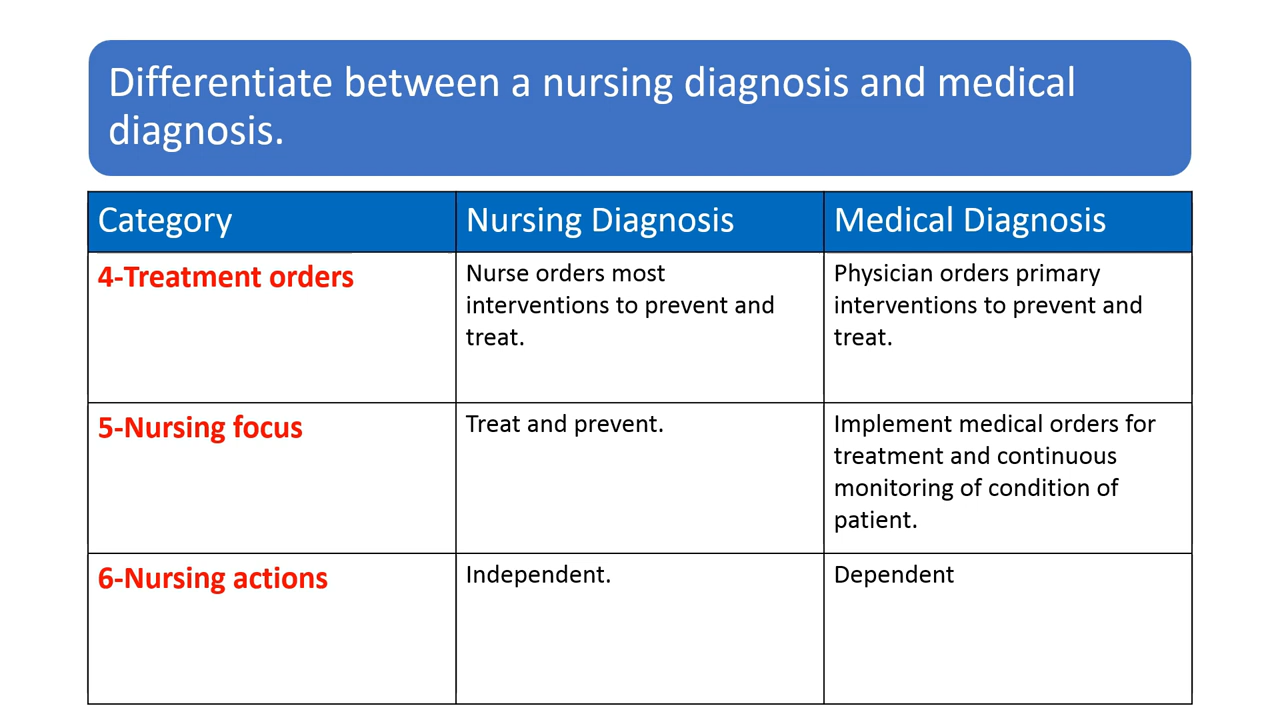 Differentiate between a nursing diagnosis and medical
diagnosis.
Category
Nursing Diagnosis
Medical Diagnosis
4-Treatment orders
Nurse orders most
interventions to prevent and
treat.
Physician orders primary
interventions to prevent and
treat.
5-Nursing focus
Treat and prevent.
Implement medical orders for
treatment and continuous
monitoring of condition of
patient.
6-Nursing actions
Independent.
Dependent